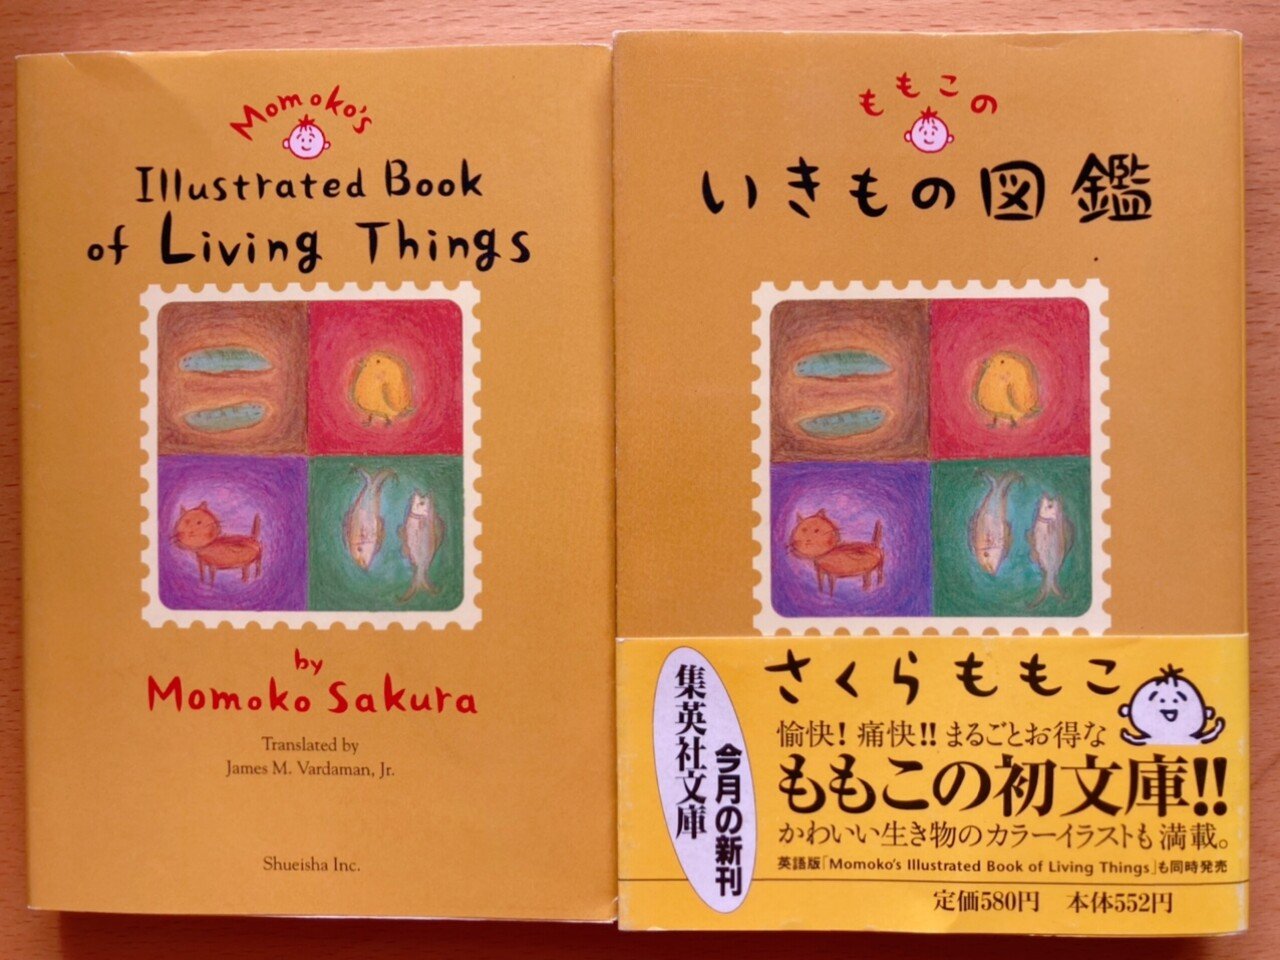 Momoko's
Illustrated Book
of Living Things
by
Momoko Sakura
Translated by
James M. Vardaman, Jr.
Shueisha Inc.
ももこの
いきもの図鑑
さくらももこ
集英社文庫
今月の新刊
愉快！痛快!!まるごとお得な
ももこの初文庫!!
かわいい生き物のカラーイラストも満載。
英語版「Momoko's Illustrated Book of Living Things」も同時発売
定価580円 本体552円